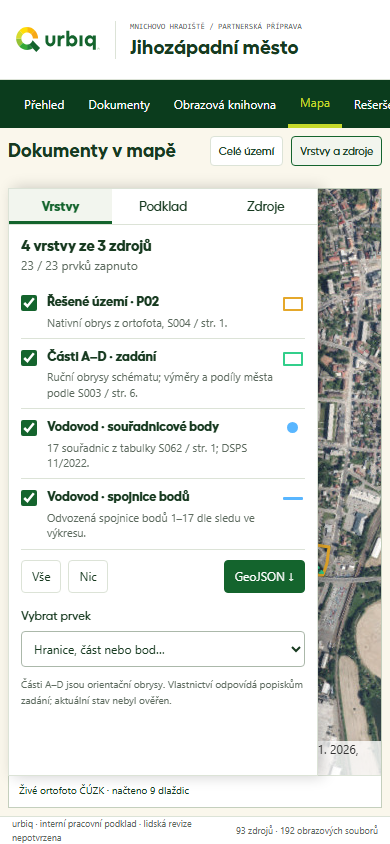 urbiq
MNICHOVO HRADIŠTĚ / PARTNERSKÁ PŘÍPRAVA
Jihozápadní město
Přehled Dokumenty Obrazová knihovna Mapa Rešerše
Dokumenty v mapě Celé území Vrstvy a zdroje
Vrstvy Podklad Zdroje
4 vrstvy ze 3 zdrojů
23 / 23 prvků zapnuto
Řešené území · P02
Nativní obrys z ortofota, S004 / str. 1.
Části A–D · zadání
Ruční obrysy schématu; výměry a podíly města
podle S003 / str. 6.
Vodovod · souřadnicové body
17 souřadnic z tabulky S062 / str. 1; DSPS
11/2022.
Vodovod · spojnice bodů
Odvozená spojnice bodů 1–17 dle sledu ve
výkresu.
Vše Nic GeoJSON ↓
Vybrat prvek
Hranice, část nebo bod...
Části A–D jsou orientační obrysy. Vlastnictví odpovídá popiskům
zadání; aktuální stav nebyl ověřen.
1. 2026,
Živé ortofoto ČÚZK · načteno 9 dlaždic
urbiq · interní pracovní podklad · lidská revize
nepotvrzena
93 zdrojů · 192 obrazových souborů